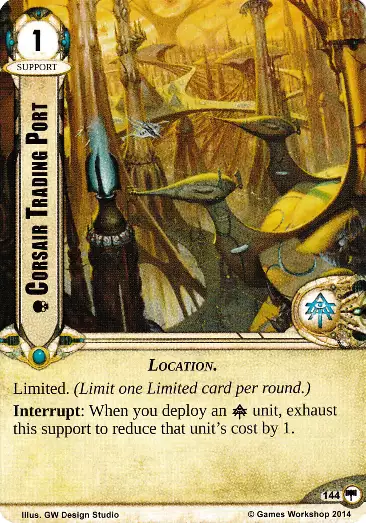 1
SUPPORT
CORSAIR TRADING PORT
LOCATION.
Limited. (Limit one Limited card per round.)
Interrupt: When you deploy an unit, exhaust
this support to reduce that unit's cost by 1.
144
Illus. GW Design Studio
© Games Workshop 2014